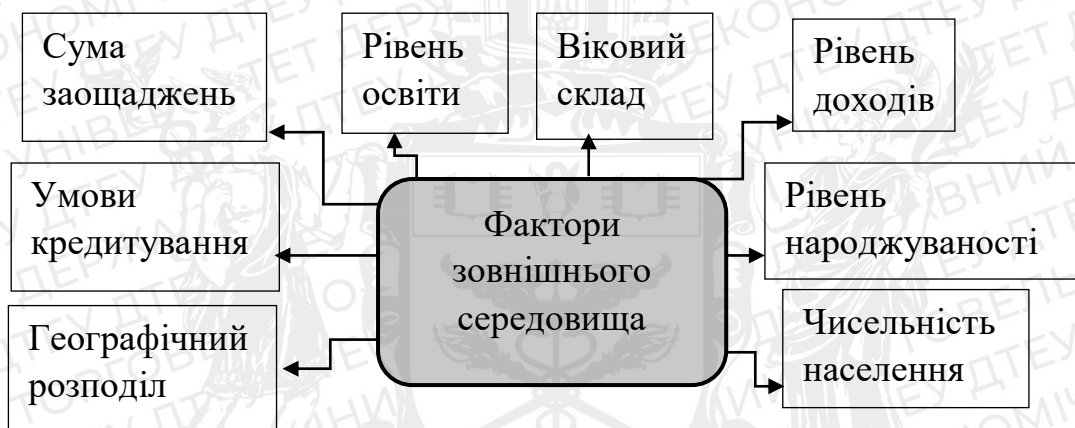 Сума
заощаджень
Рівень
освіти
Віковий
склад
Рівень
доходів
Умови
кредитування
Фактори
зовнішнього
середовища
Рівень
народжуваності
Географічний
розподіл
Чисельність
населення